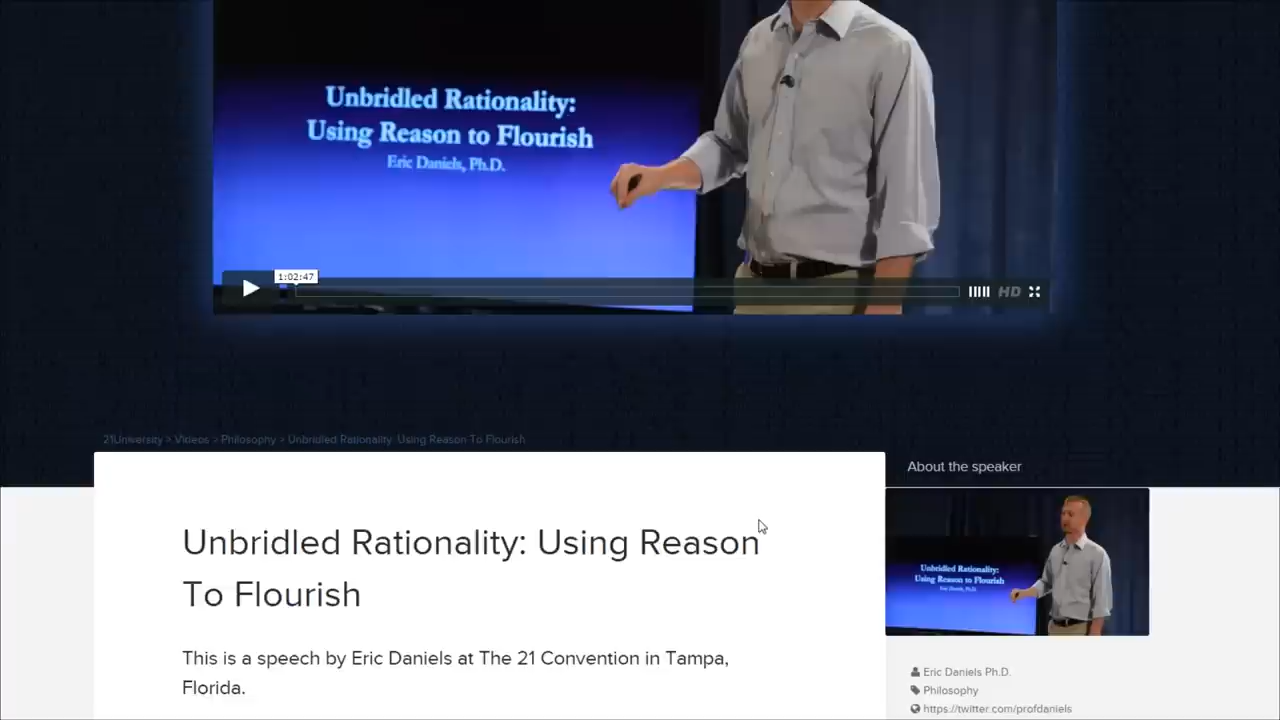 Unbridled Rationality:
Using Reason to Flourish
Eric Daniels, Ph.D.
1:02:47
HD
21University > Videos > Philosophy > Unbridled Rationality: Using Reason To Flourish
About the speaker
Unbridled Rationality: Using Reason
To Flourish
Unbridled Rationality:
Using Reason to Flourish
Eric Daniels, Ph.D.
This is a speech by Eric Daniels at The 21 Convention in Tampa,
Florida.
Eric Daniels Ph.D.
Philosophy
https://twitter.com/profdaniels